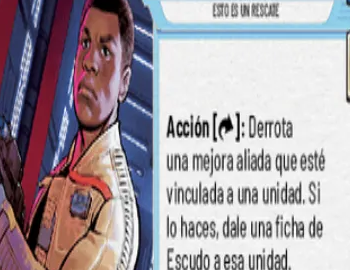 ESTO ES UN RESCATE
Acción [↷]: Derrota
una mejora aliada que esté
vinculada a una unidad. Si
lo haces, dale una ficha de
Escudo a esa unidad.